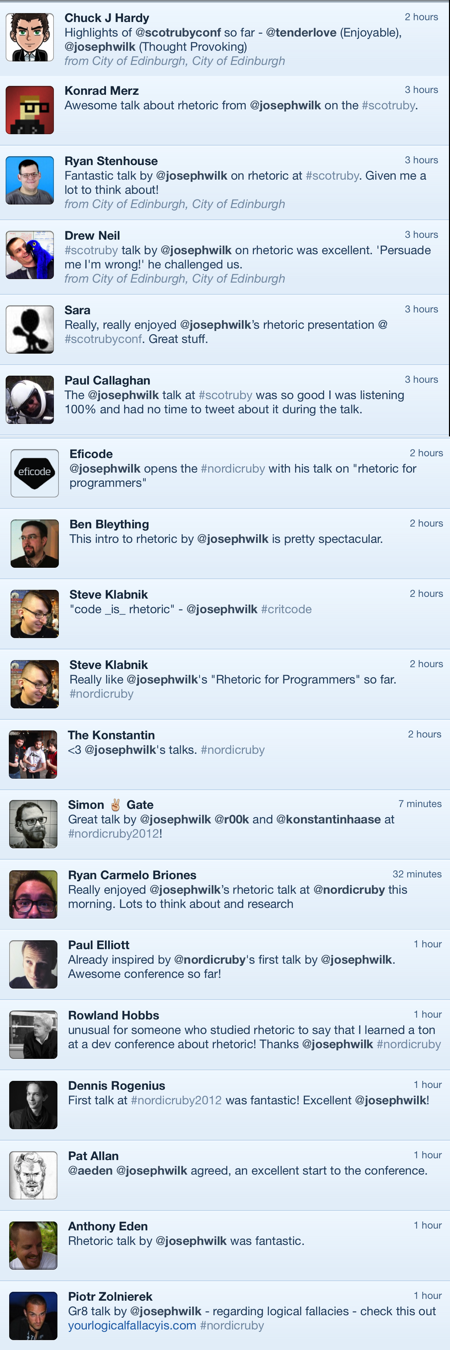 Chuck J Hardy 2 hours
Highlights of @scotrubyconf so far - @tenderlove (Enjoyable),
@josephwilk (Thought Provoking)
from City of Edinburgh, City of Edinburgh
Konrad Merz 3 hours
Awesome talk about rhetoric from @josephwilk on the #scotruby.
Ryan Stenhouse 3 hours
Fantastic talk by @josephwilk on rhetoric at #scotruby. Given me a
lot to think about!
from City of Edinburgh, City of Edinburgh
Drew Neil 3 hours
#scotruby talk by @josephwilk on rhetoric was excellent. 'Persuade
me I'm wrong!' he challenged us.
from City of Edinburgh, City of Edinburgh
Sara 3 hours
Really, really enjoyed @josephwilk's rhetoric presentation @
#scotrubyconf. Great stuff.
Paul Callaghan 3 hours
The @josephwilk talk at #scotruby was so good I was listening
100% and had no time to tweet about it during the talk.
eficode
Eficode 2 hours
@josephwilk opens the #nordicruby with his talk on "rhetoric for
programmers"
Ben Bleything 2 hours
This intro to rhetoric by @josephwilk is pretty spectacular.
Steve Klabnik 2 hours
"code _is_ rhetoric" - @josephwilk #critcode
Steve Klabnik 2 hours
Really like @josephwilk's "Rhetoric for Programmers" so far.
#nordicruby
The Konstantin 2 hours
<3 @josephwilk's talks. #nordicruby
Simon ✌🏼 Gate 7 minutes
Great talk by @josephwilk @r00k and @konstantinhaase at
#nordicruby2012!
Ryan Carmelo Briones 32 minutes
Really enjoyed @josephwilk's rhetoric talk at @nordicruby this
morning. Lots to think about and research
Paul Elliott 1 hour
Already inspired by @nordicruby's first talk by @josephwilk.
Awesome conference so far!
Rowland Hobbs 1 hour
unusual for someone who studied rhetoric to say that I learned a ton
at a dev conference about rhetoric! Thanks @josephwilk #nordicruby
Dennis Rogenius 1 hour
First talk at #nordicruby2012 was fantastic! Excellent @josephwilk!
Pat Allan 1 hour
@aeden @josephwilk agreed, an excellent start to the conference.
Anthony Eden 1 hour
Rhetoric talk by @josephwilk was fantastic.
Piotr Zolnierek 1 hour
Gr8 talk by @josephwilk - regarding logical fallacies - check this out
yourlogicalfallacyis.com #nordicruby